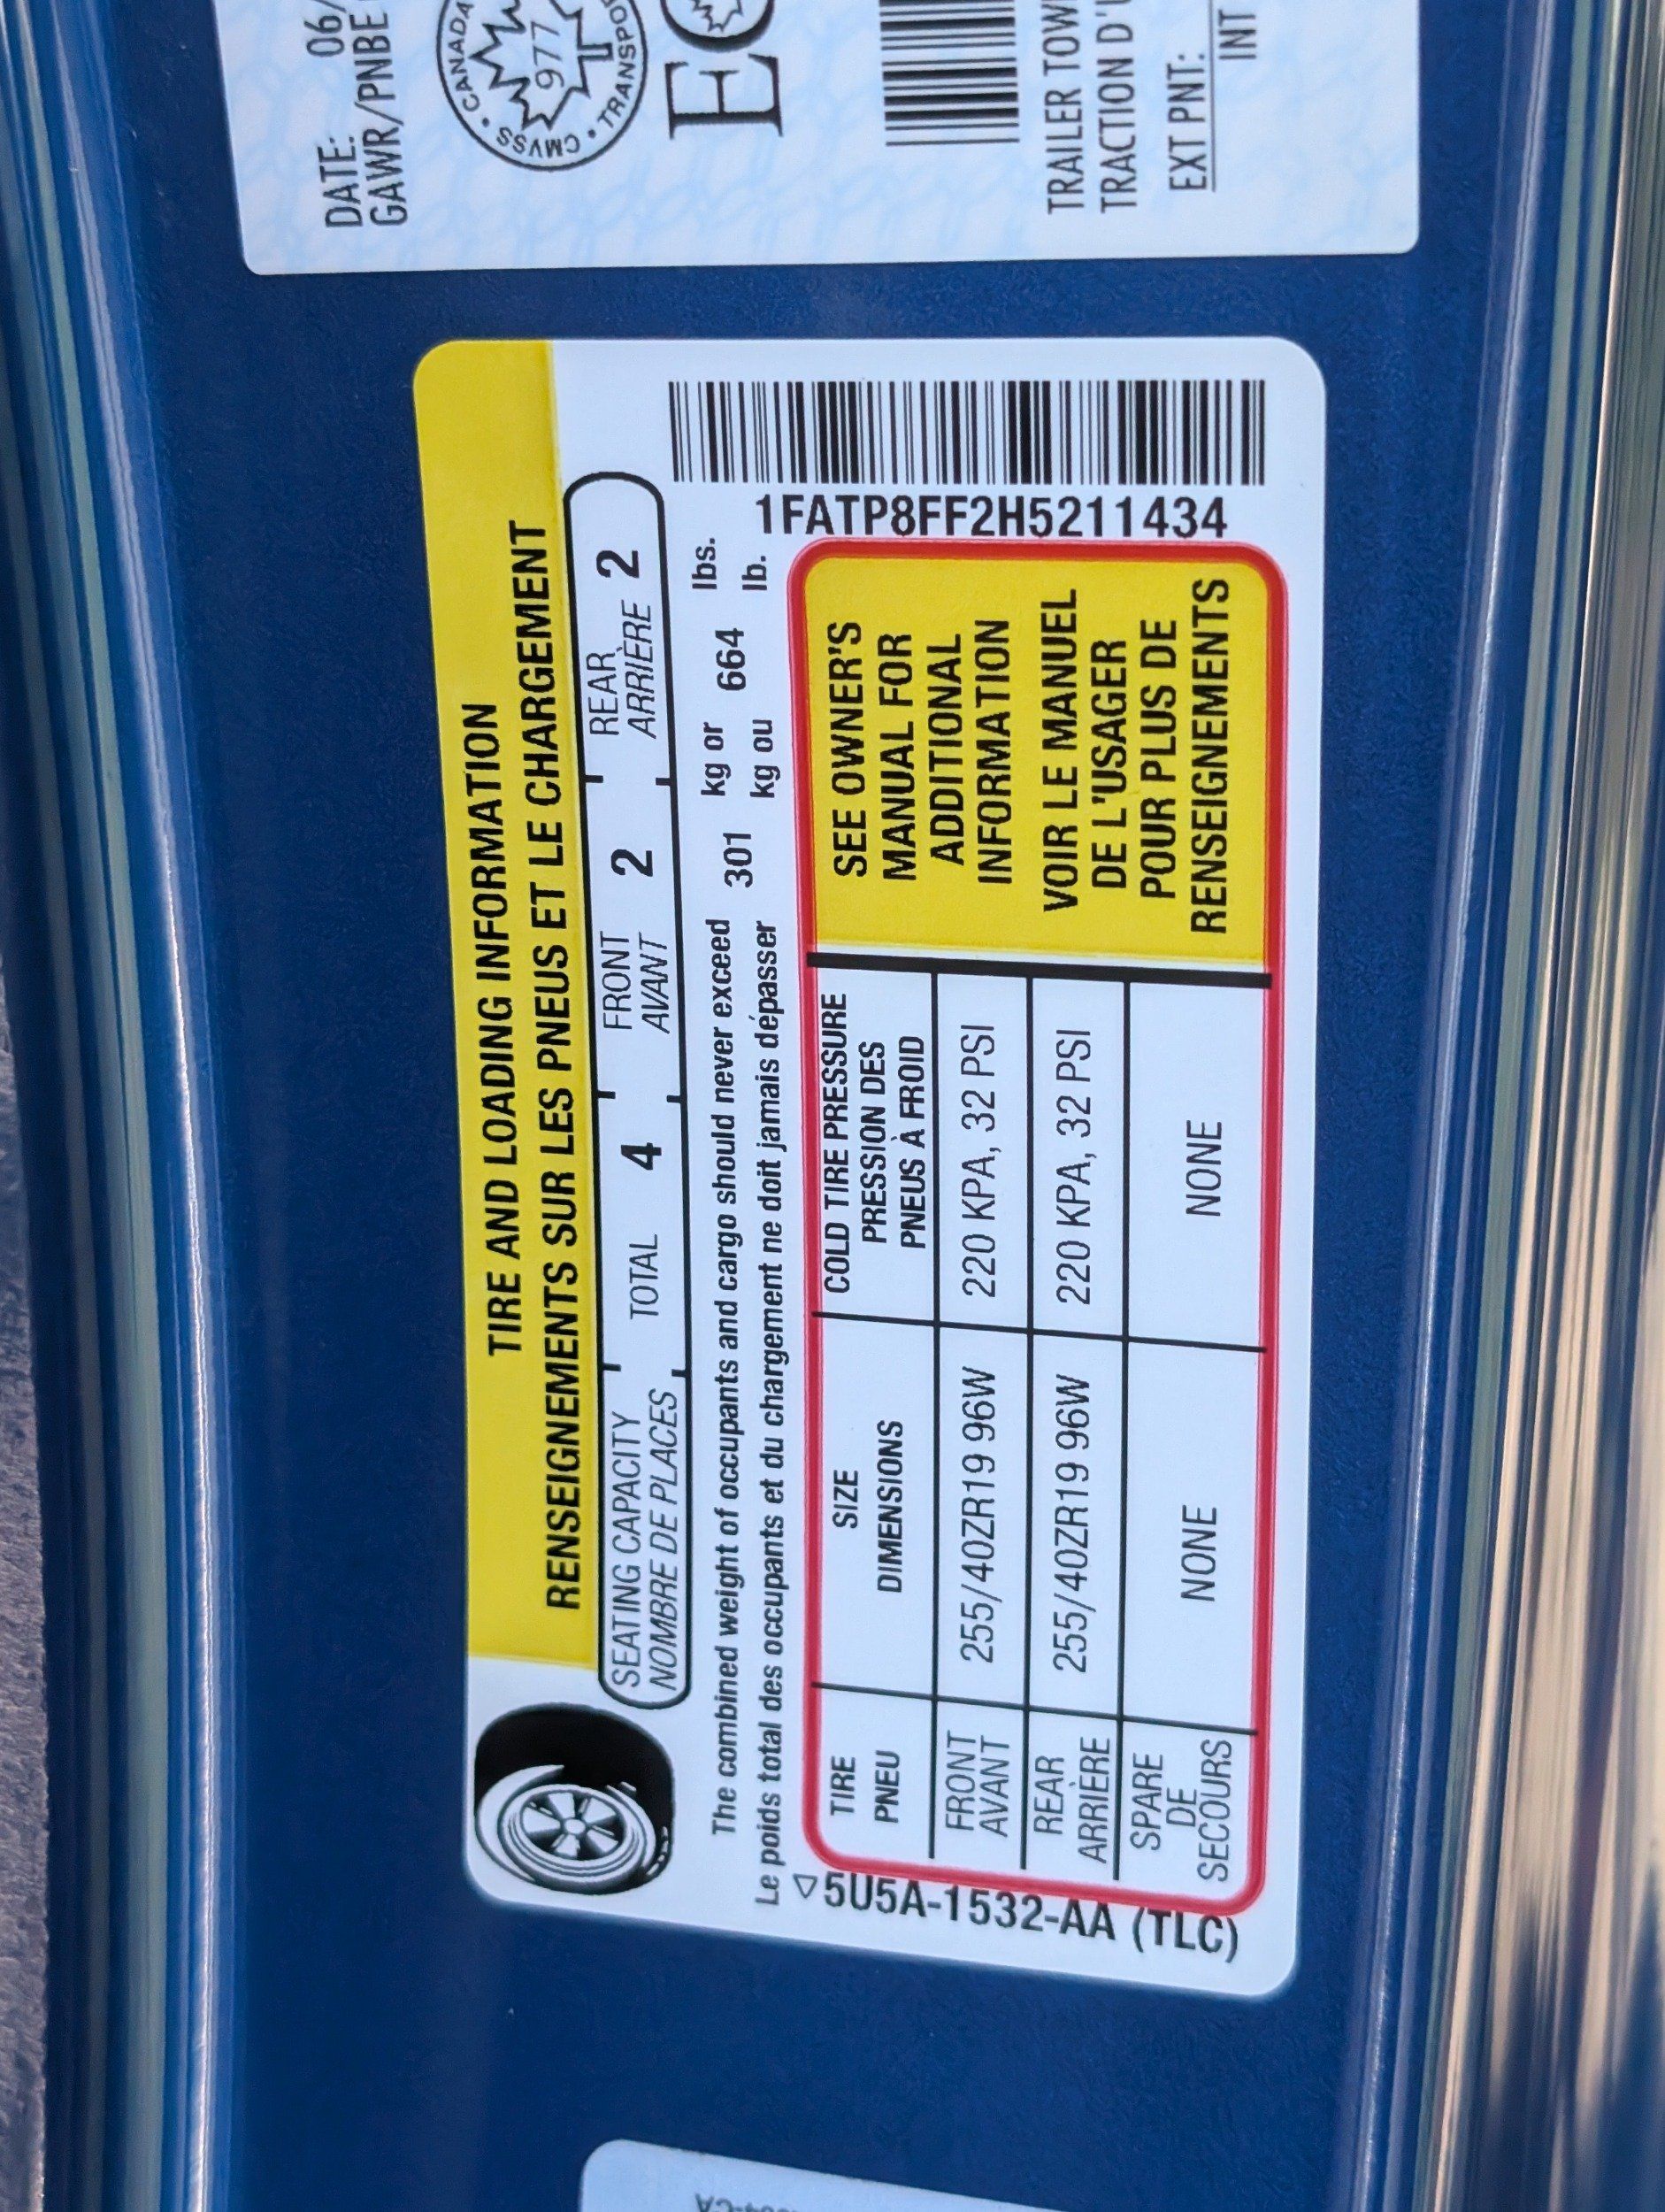 TIRE AND LOADING INFORMATION
RENSEIGNEMENTS SUR LES PNEUS ET LE CHARGEMENT
SEATING CAPACITY
NOMBRE DE PLACES
TOTAL 4
FRONT
AVANT 2
REAR
ARRIÈRE 2
The combined weight of occupants and cargo should never exceed 301 kg or 664 lbs.
Le poids total des occupants et du chargement ne doit jamais dépasser kg ou lb.
5U5A-1532-AA (TLC)
TIRE
PNEU
SIZE
DIMENSIONS
COLD TIRE PRESSURE
PRESSION DES
PNEUS À FROID
FRONT
AVANT
255/40ZR19 96W
220 KPA, 32 PSI
REAR
ARRIÈRE
255/40ZR19 96W
220 KPA, 32 PSI
SPARE
DE
SECOURS
NONE
NONE
SEE OWNER'S
MANUAL FOR
ADDITIONAL
INFORMATION
VOIR LE MANUEL
DE L'USAGER
POUR PLUS DE
RENSEIGNEMENTS
1FATP8FF2H5211434
DATE: 06/
GAWR/PNBE
CANADA
977
CMVSS • TRANSPO
TRAILER TOW
TRACTION D'
EXT PNT:
INT